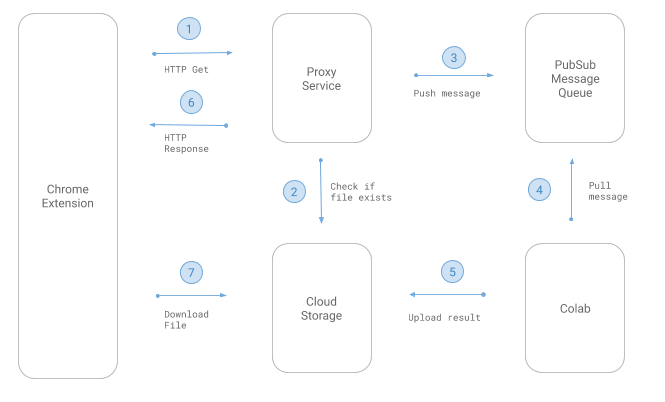 1
HTTP Get
Proxy
Service
3
Push message
PubSub
Message
Queue
6
HTTP
Response
Chrome
Extension
2
Check if
file exists
4
Pull
message
7
Download
File
Cloud
Storage
5
Upload result
Colab